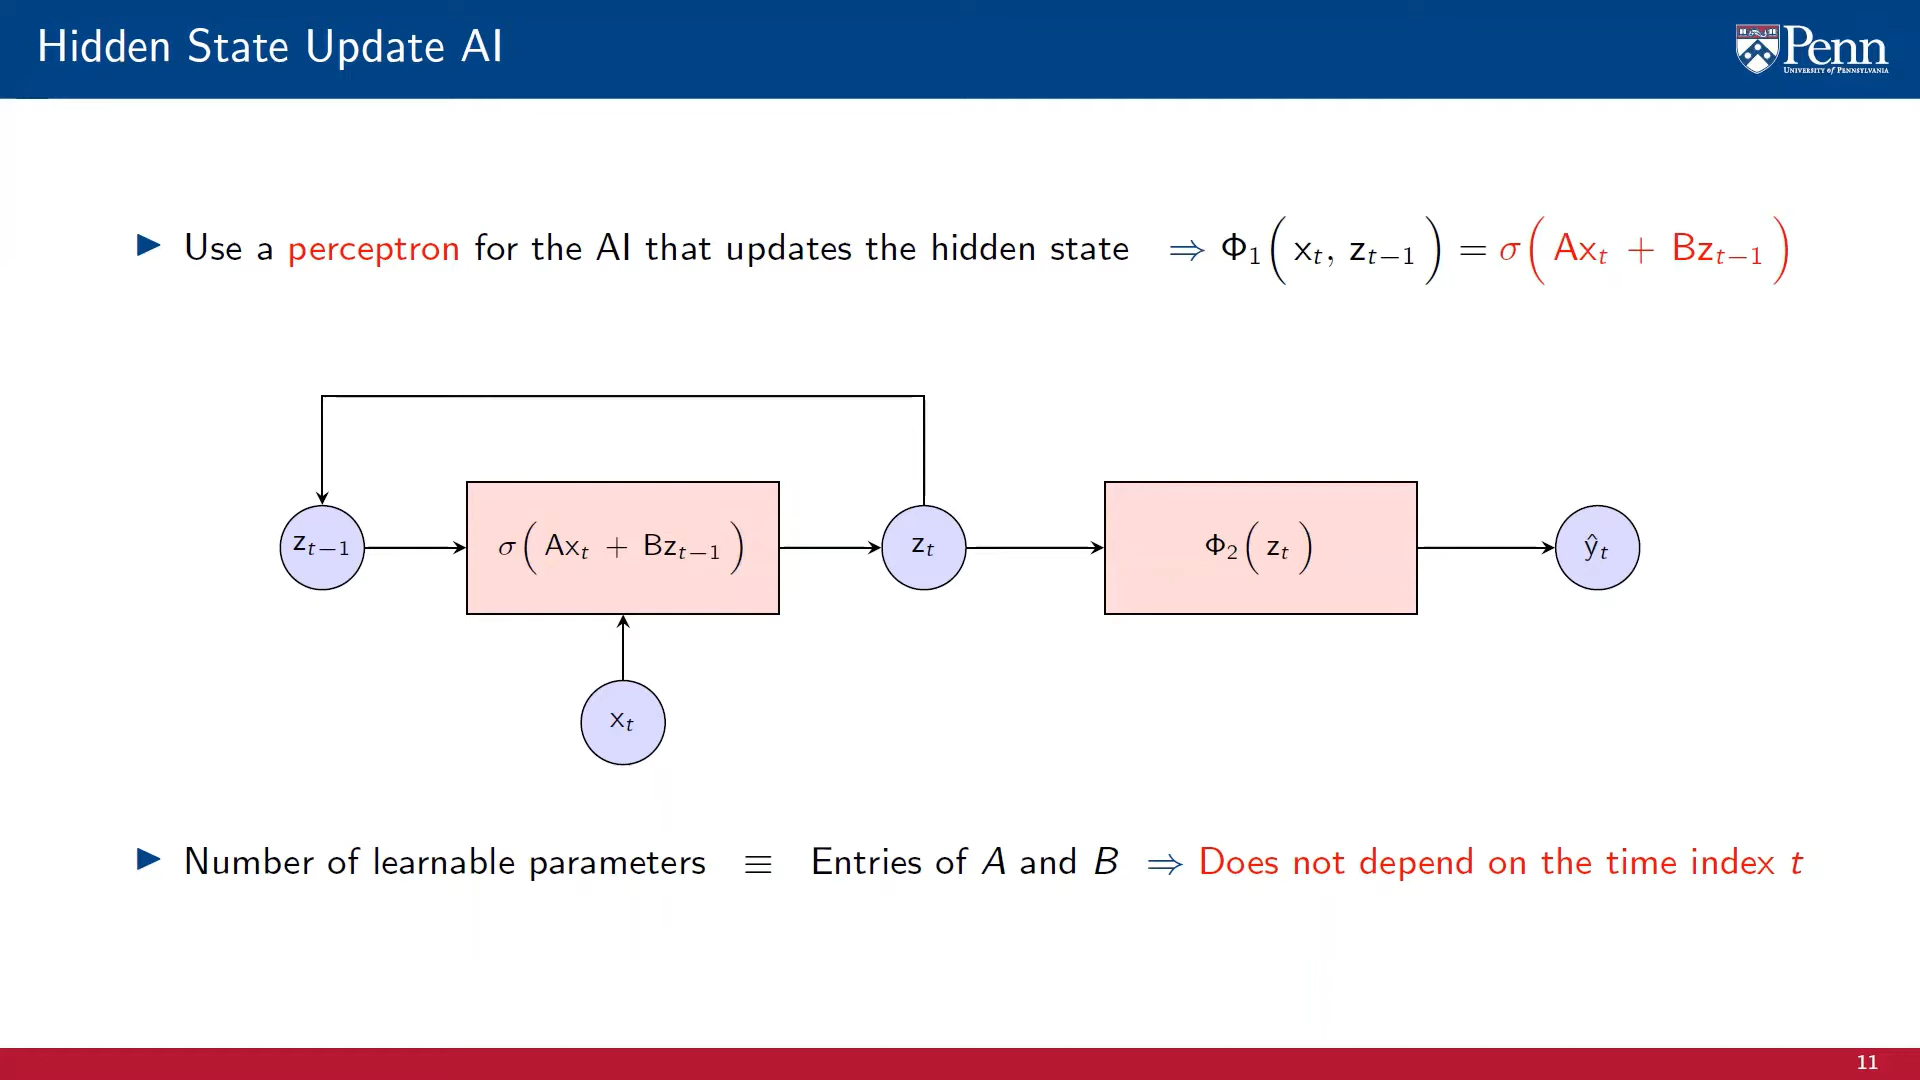 Hidden State Update AI
Penn
UNIVERSITY of PENNSYLVANIA
▶ Use a perceptron for the AI that updates the hidden state ⇒ Φ₁( xₜ, zₜ₋₁ ) = σ( Axₜ + Bzₜ₋₁ )
zₜ₋₁
σ( Axₜ + Bzₜ₋₁ )
zₜ
Φ₂( zₜ )
ŷₜ
xₜ
▶ Number of learnable parameters ≡ Entries of A and B ⇒ Does not depend on the time index t
11